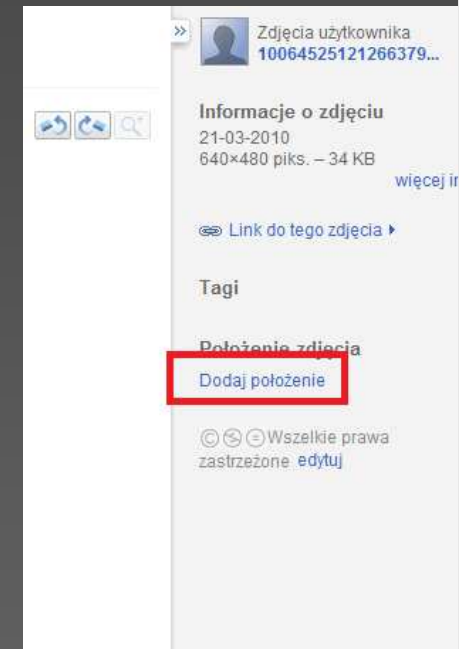 »
Zdjęcia użytkownika
10064525121266379...
Informacje o zdjęciu
21-03-2010
640×480 piks. – 34 KB
więcej
Link do tego zdjęcia
Tagi
Położenie zdjęcia
Dodaj położenie
Wszelkie prawa
zastrzeżone edytuj